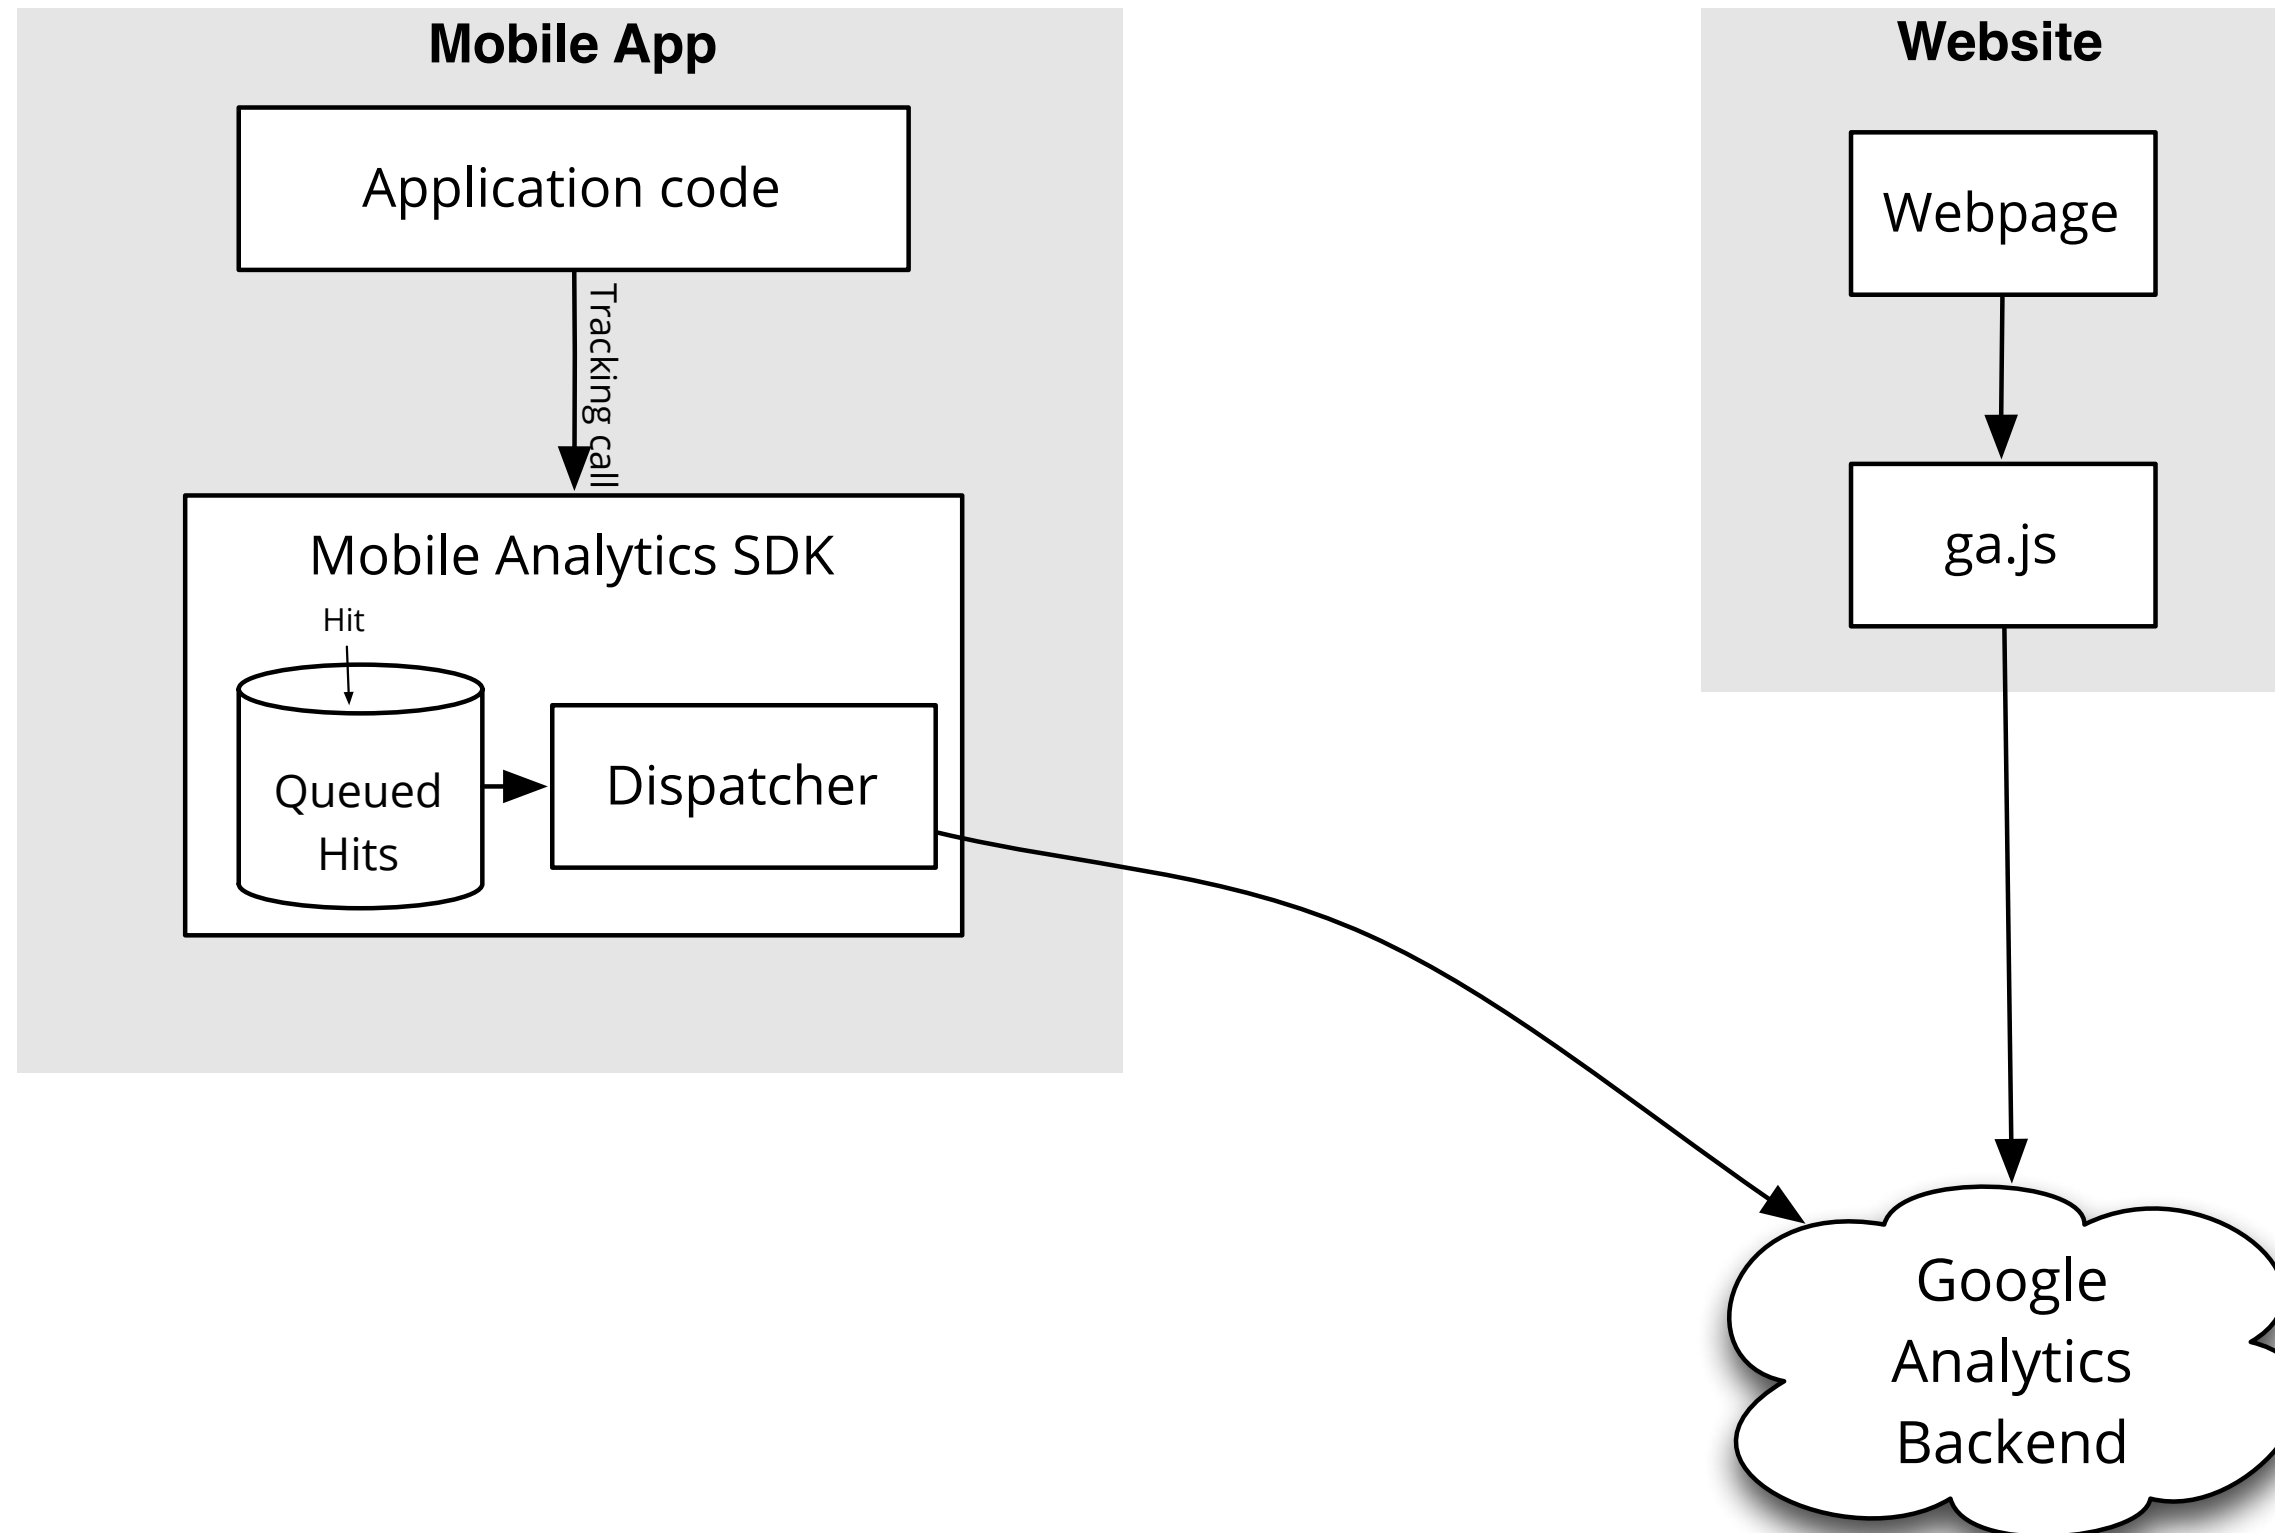 Mobile App
Application code
Tracking call
Mobile Analytics SDK
Hit
Queued
Hits
Dispatcher
Website
Webpage
ga.js
Google
Analytics
Backend